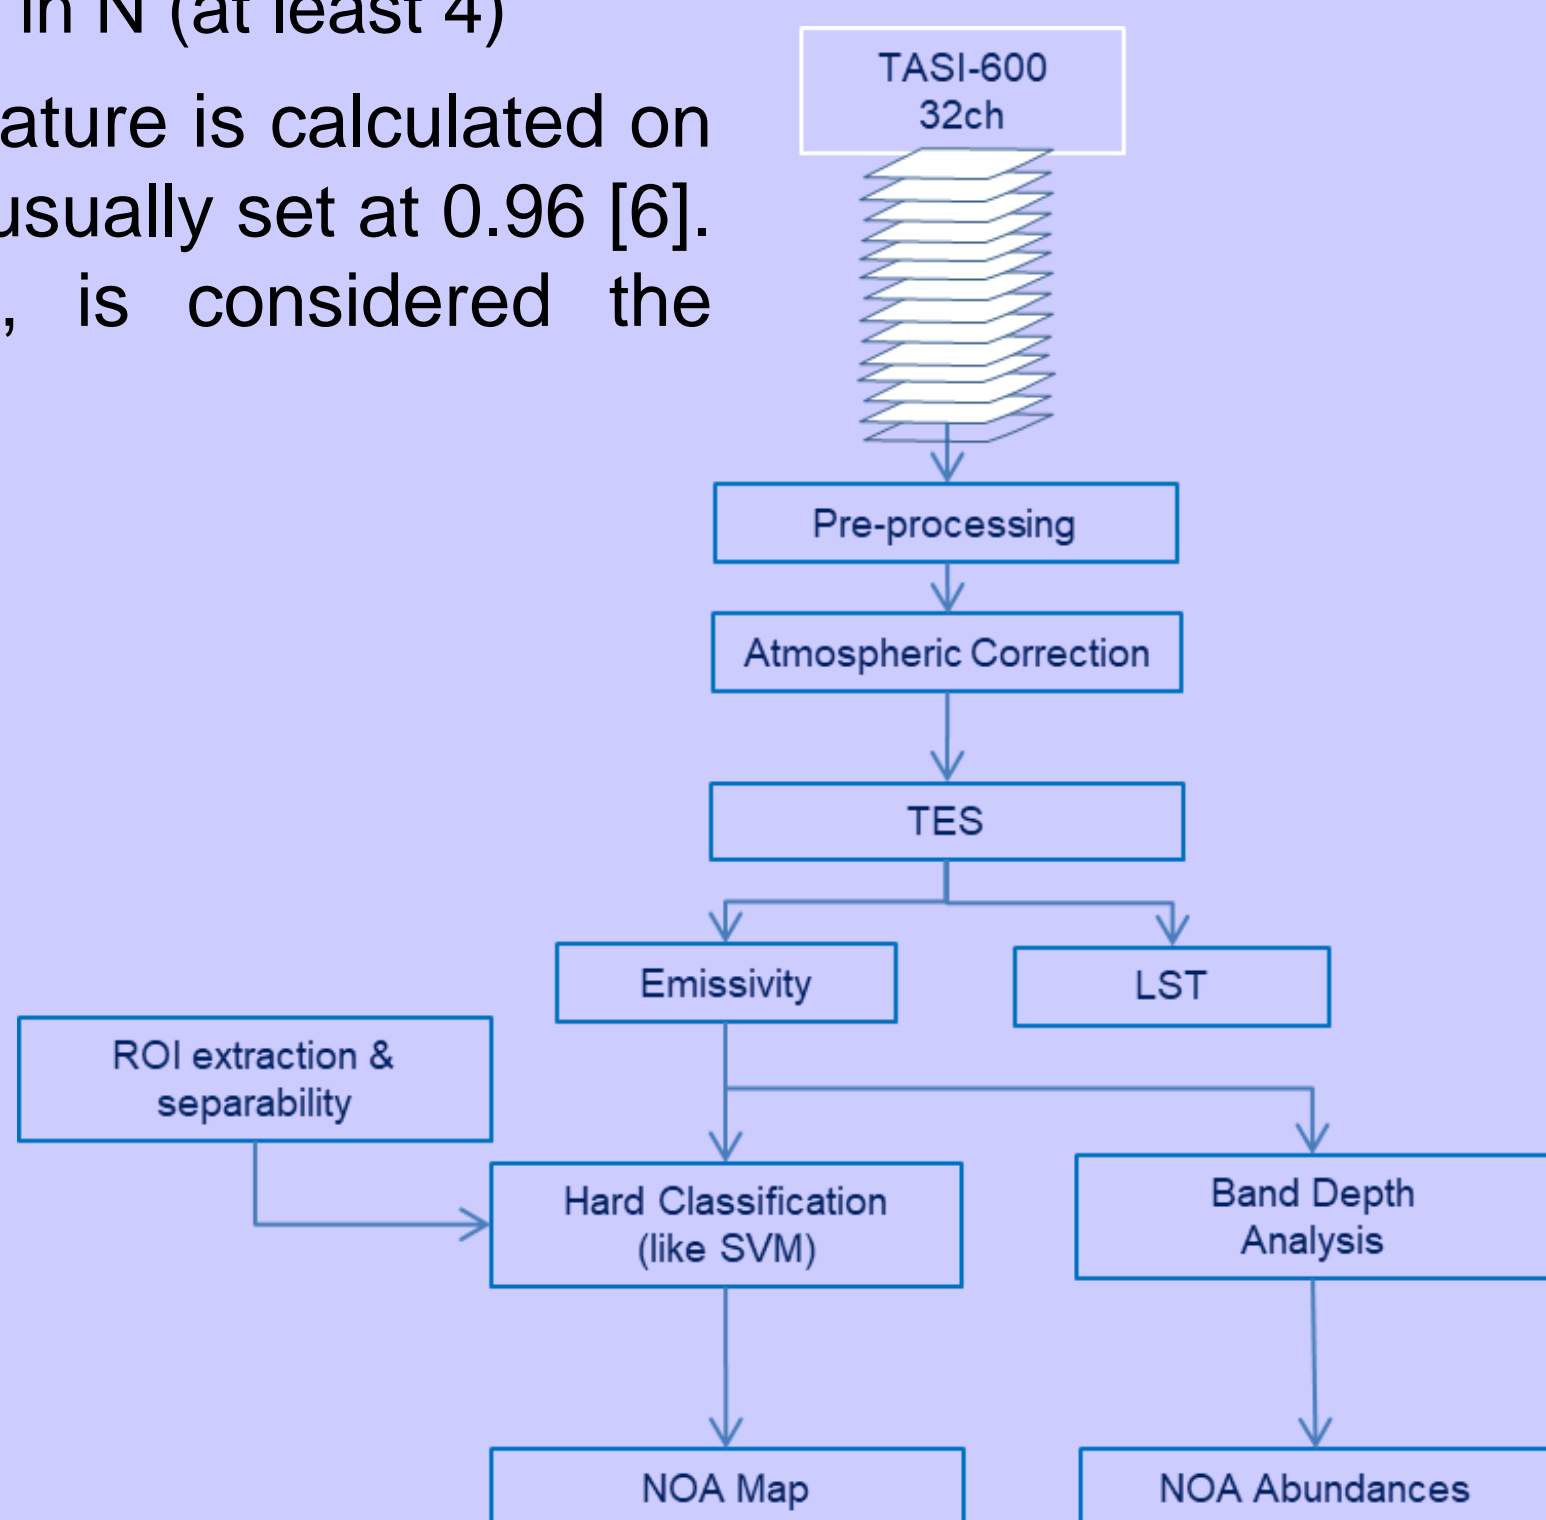 in N (at least 4)
ature is calculated on
usually set at 0.96 [6].
, is considered the
TASI-600
32ch
Pre-processing
Atmospheric Correction
TES
Emissivity
LST
ROI extraction &
separability
Hard Classification
(like SVM)
Band Depth
Analysis
NOA Map
NOA Abundances